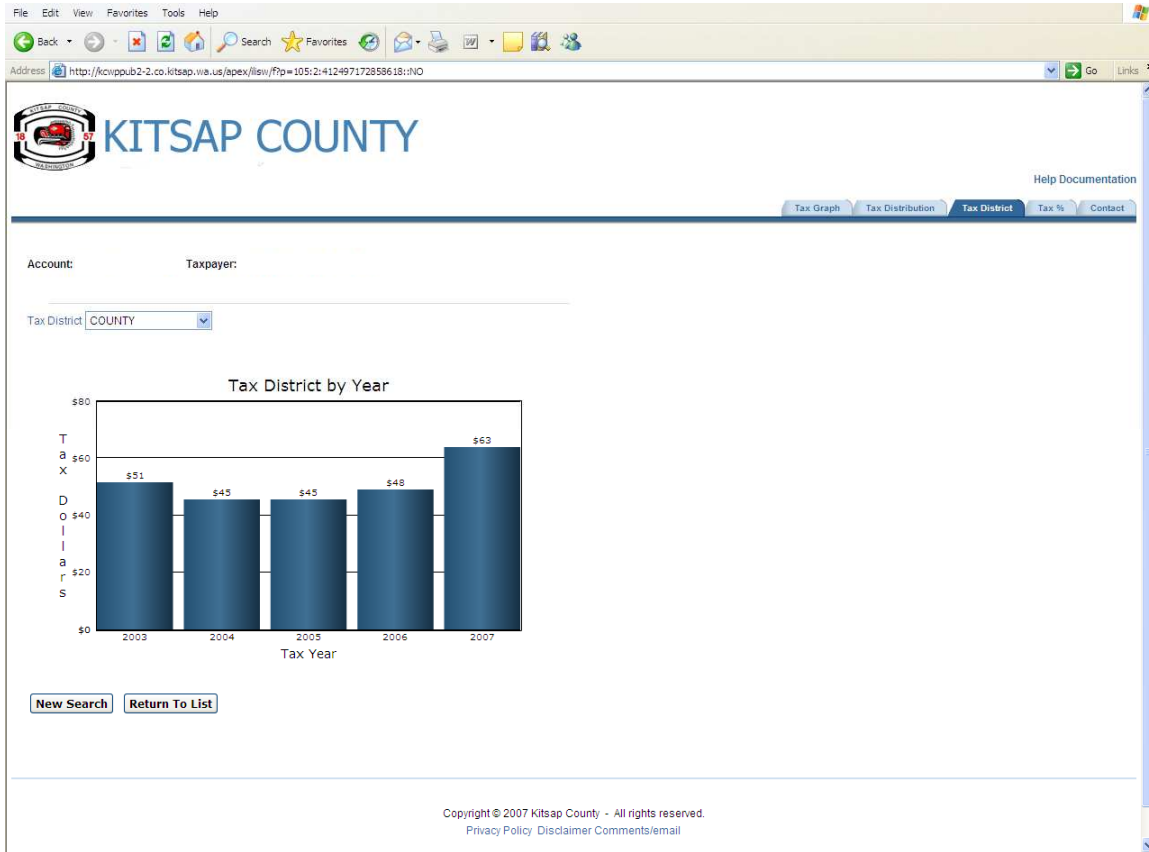 File Edit View Favorites Tools Help
Back Search Favorites
Address http://kcwppub2-2.co.kitsap.wa.us/apex/ilsw/f?p=105:2:412497172858618::NO Go Links
KITSAP COUNTY
18 57
WASHINGTON
KITSAP COUNTY
Help Documentation
Tax Graph Tax Distribution Tax District Tax % Contact
Account: Taxpayer:
Tax District COUNTY
Tax District by Year
Tax Dollars
$80
$60
$40
$20
$0
$51 $45 $45 $48 $63
2003 2004 2005 2006 2007
Tax Year
New Search Return To List
Copyright © 2007 Kitsap County - All rights reserved.
Privacy Policy Disclaimer Comments/email